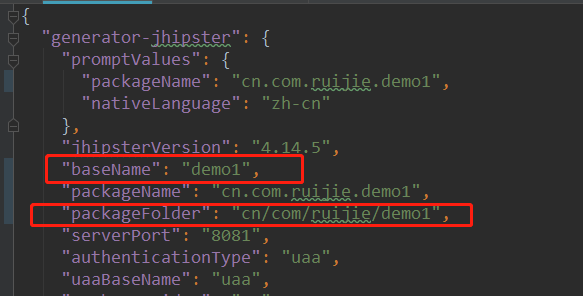 {
"generator-jhipster": {
"promptValues": {
"packageName": "cn.com.ruijie.demo1",
"nativeLanguage": "zh-cn"
},
"jhipsterVersion": "4.14.5",
"baseName": "demo1",
"packageName": "cn.com.ruijie.demo1",
"packageFolder": "cn/com/ruijie/demo1",
"serverPort": "8081",
"authenticationType": "uaa",
"uaaBaseName": "uaa",